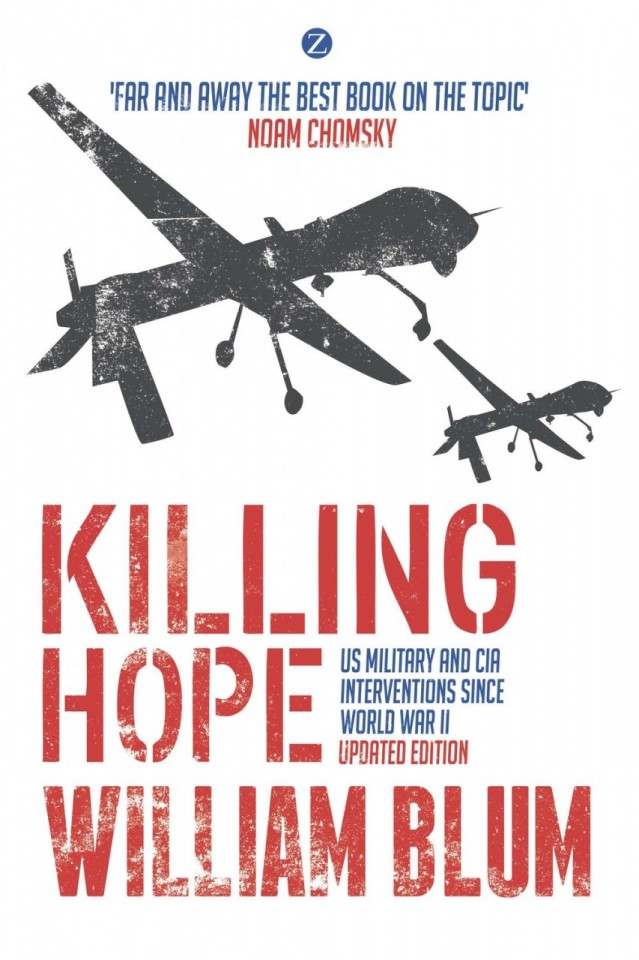 Z
'FAR AND AWAY THE BEST BOOK ON THE TOPIC'
NOAM CHOMSKY
KILLING
HOPE
US MILITARY AND CIA
INTERVENTIONS SINCE
WORLD WAR II
UPDATED EDITION
WILLIAM BLUM